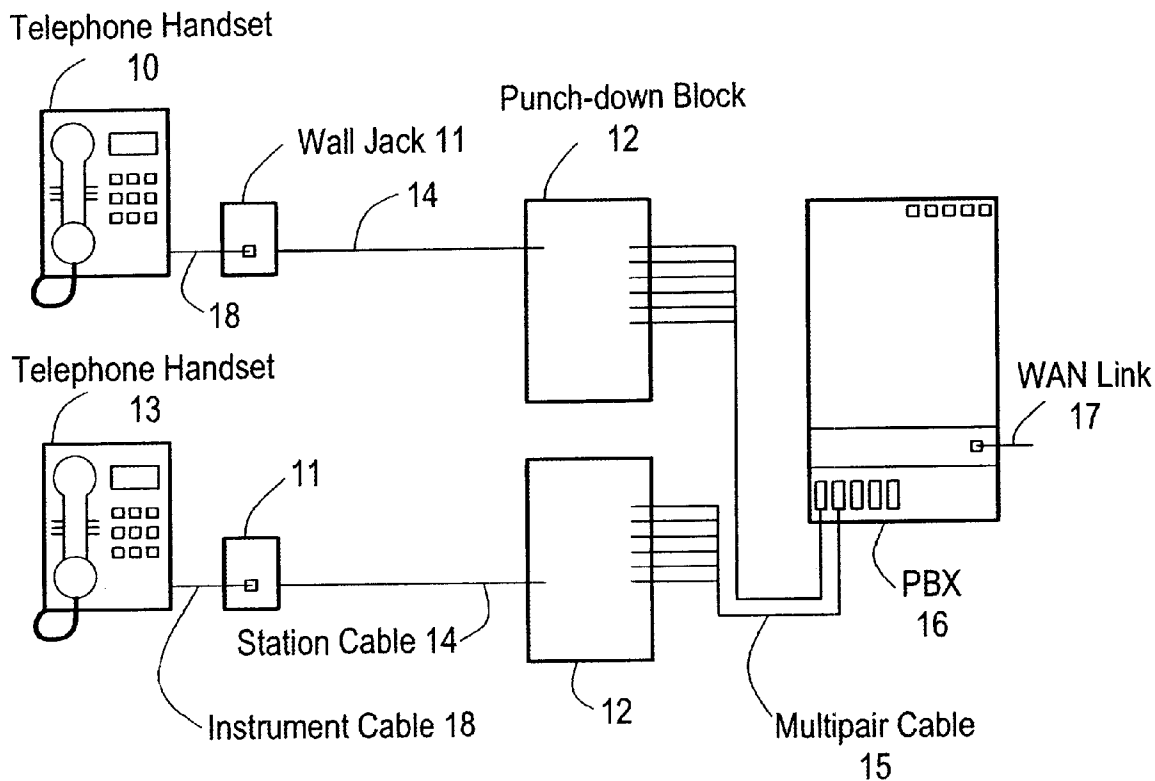 Telephone Handset
10
Wall Jack 11
Punch-down Block
12
14
18
Telephone Handset
13
WAN Link
17
11
Station Cable 14
PBX
16
Instrument Cable 18
12
Multipair Cable
15